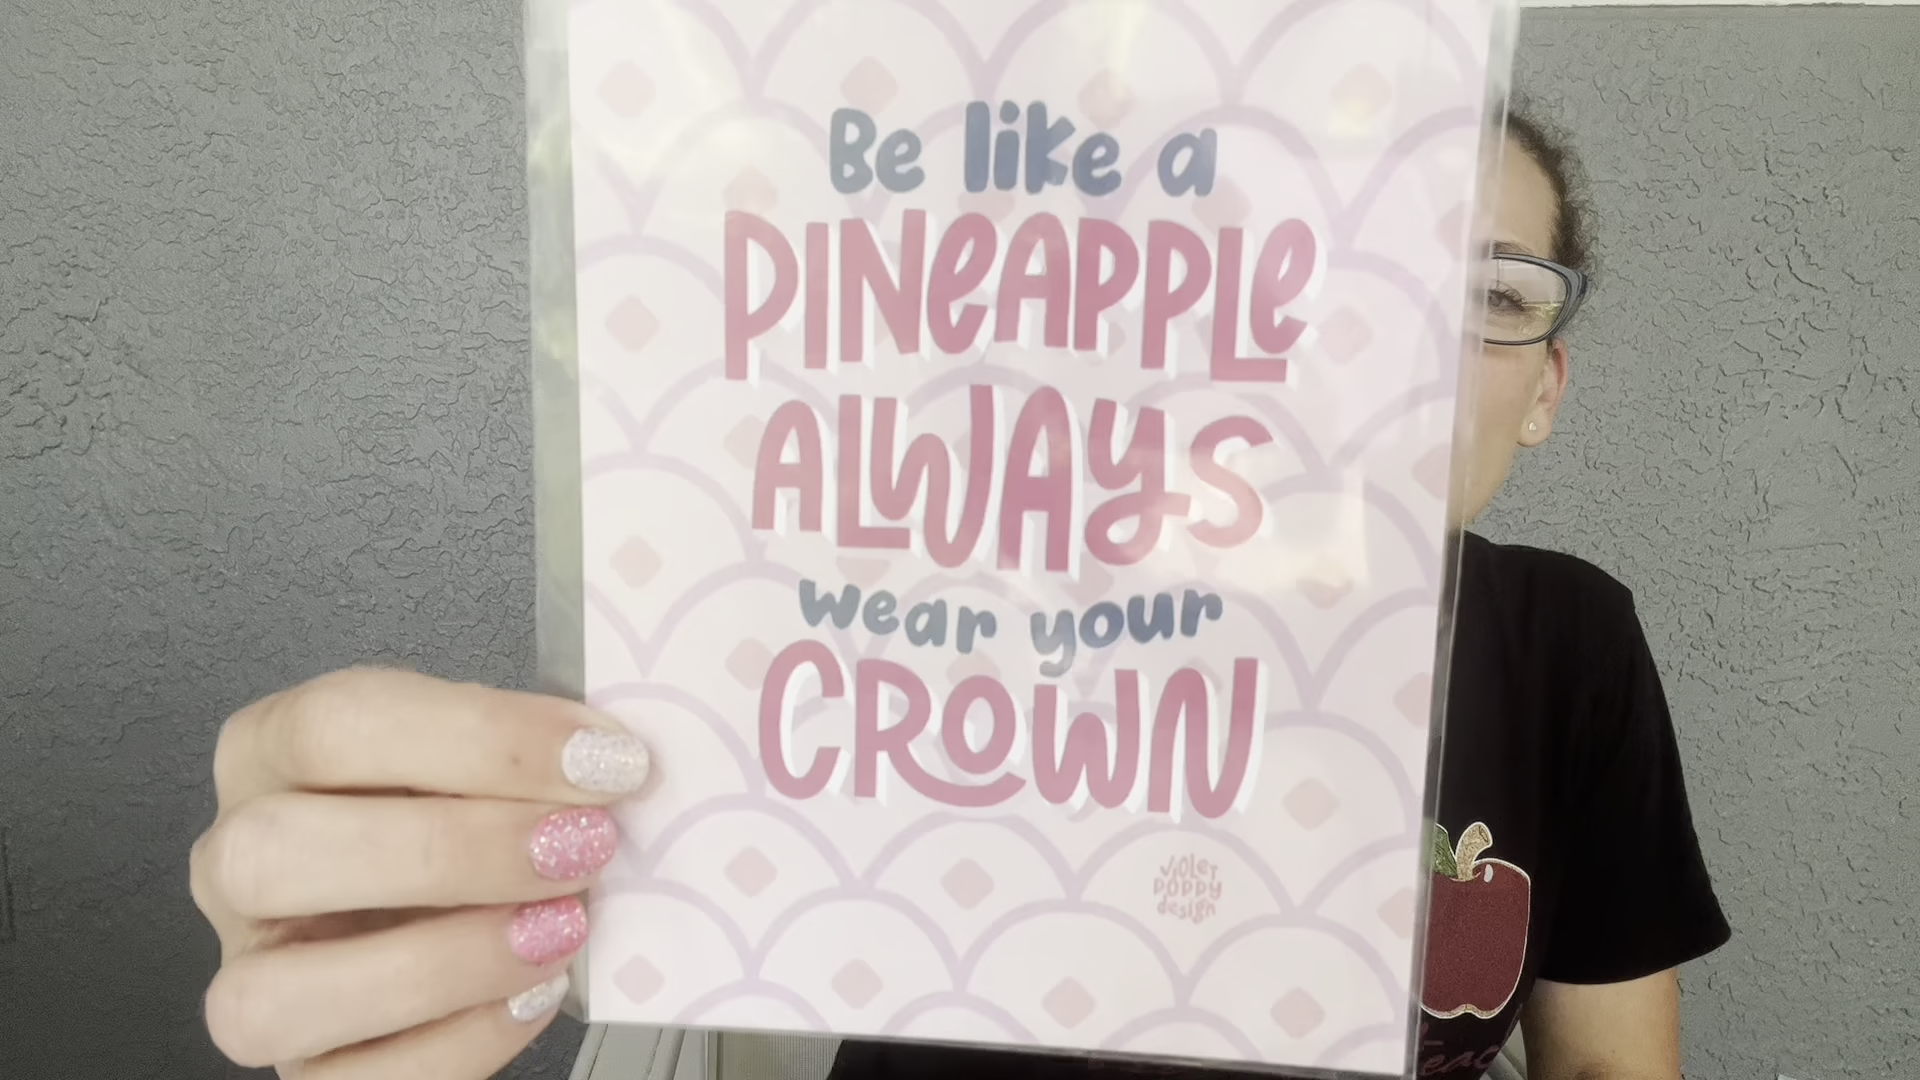 Be like a
PINEAPPLE
ALWAYS
wear your
CROWN
violet
poppy
design